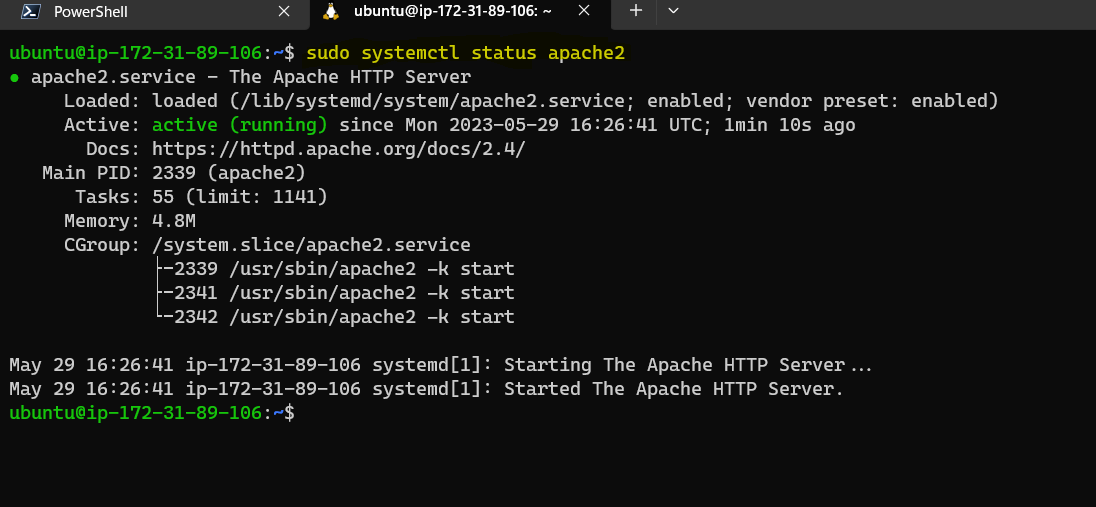 PowerShell
ubuntu@ip-172-31-89-106: ~
ubuntu@ip-172-31-89-106:~$ sudo systemctl status apache2
● apache2.service - The Apache HTTP Server
Loaded: loaded (/lib/systemd/system/apache2.service; enabled; vendor preset: enabled)
Active: active (running) since Mon 2023-05-29 16:26:41 UTC; 1min 10s ago
Docs: https://httpd.apache.org/docs/2.4/
Main PID: 2339 (apache2)
Tasks: 55 (limit: 1141)
Memory: 4.8M
CGroup: /system.slice/apache2.service
├─2339 /usr/sbin/apache2 -k start
├─2341 /usr/sbin/apache2 -k start
└─2342 /usr/sbin/apache2 -k start
May 29 16:26:41 ip-172-31-89-106 systemd[1]: Starting The Apache HTTP Server...
May 29 16:26:41 ip-172-31-89-106 systemd[1]: Started The Apache HTTP Server.
ubuntu@ip-172-31-89-106:~$